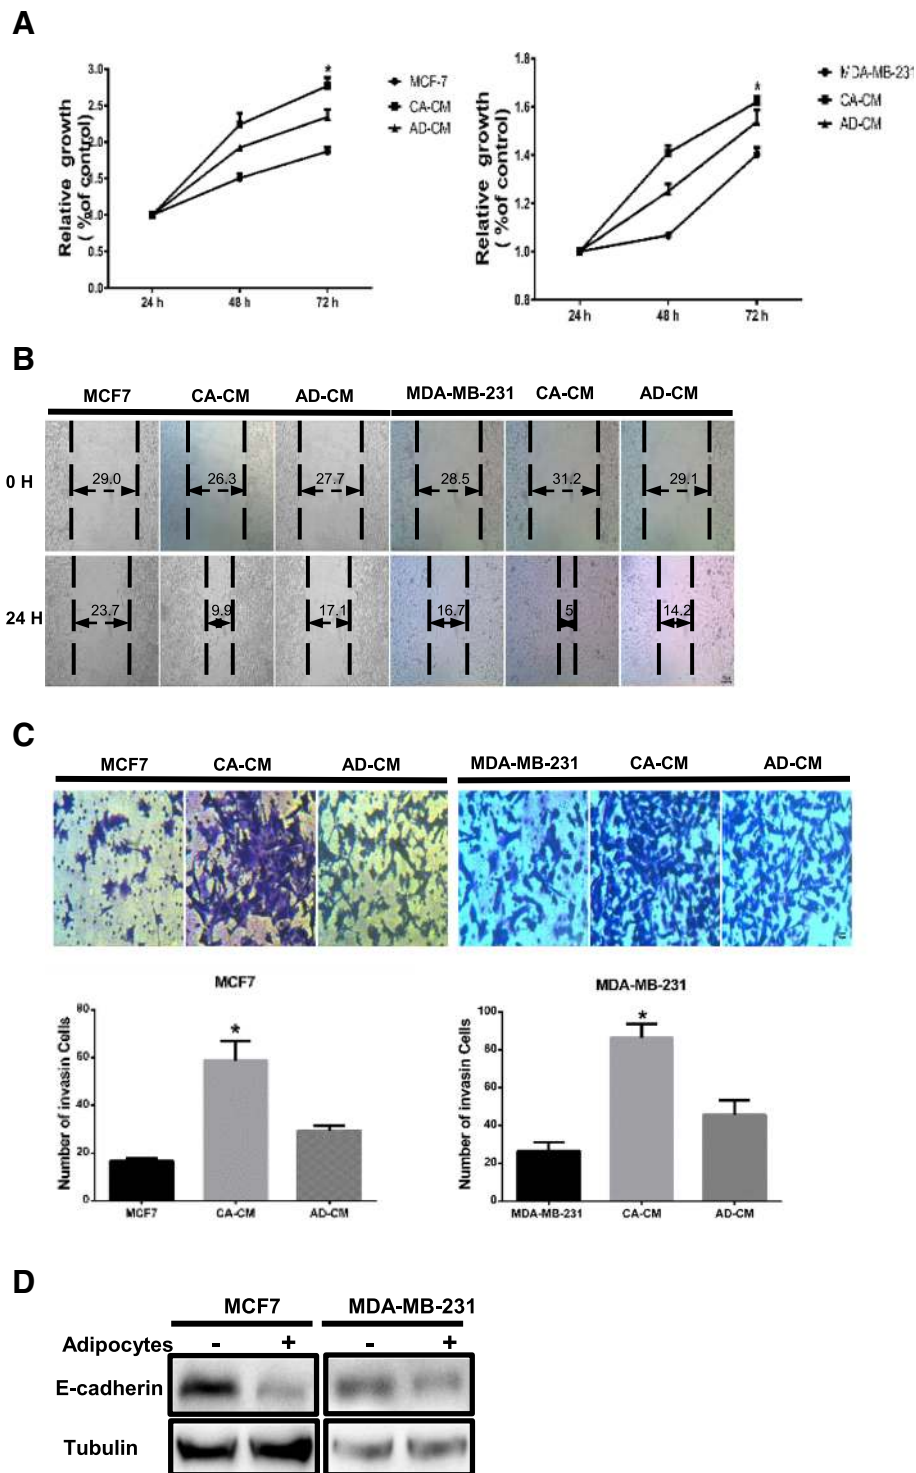 A
Relative growth
( %of control)
3.0
2.5
2.0
1.5
1.0
0.5
0.0
24 h
48 h
72 h
*
MCF-7
CA-CM
AD-CM
Relative growth
( %of control)
1.8
1.6
1.4
1.2
1.0
0.8
24 h
48 h
72 h
*
MDA-MB-231
CA-CM
AD-CM
B
MCF7 CA-CM AD-CM MDA-MB-231 CA-CM AD-CM
0 H 29.0 26.3 27.7 28.5 31.2 29.1
24 H 23.7 9.9 17.1 16.7 5 14.2
C
MCF7 CA-CM AD-CM MDA-MB-231 CA-CM AD-CM
MCF7
Number of invasin Cells
80
60
40
20
0
*
MCF7 CA-CM AD-CM
MDA-MB-231
Number of invasin Cells
100
80
60
40
20
0
*
MDA-MB-231 CA-CM AD-CM
D
MCF7 MDA-MB-231
Adipocytes - + - +
E-cadherin
Tubulin